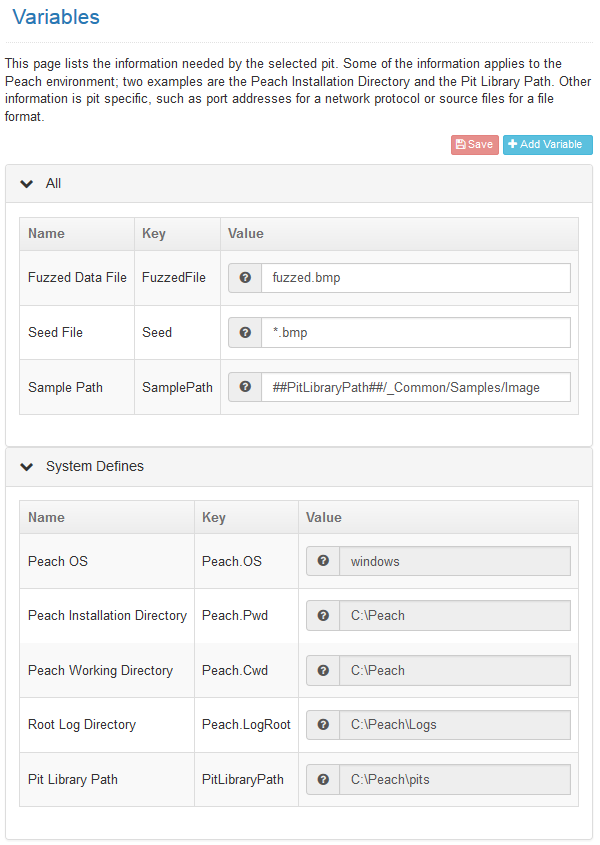 Variables
This page lists the information needed by the selected pit. Some of the information applies to the
Peach environment; two examples are the Peach Installation Directory and the Pit Library Path. Other
information is pit specific, such as port addresses for a network protocol or source files for a file
format.
Save Add Variable
All
Name Key Value
Fuzzed Data File FuzzedFile fuzzed.bmp
Seed File Seed *.bmp
Sample Path SamplePath ##PitLibraryPath##/_Common/Samples/Image
System Defines
Name Key Value
Peach OS Peach.OS windows
Peach Installation Directory Peach.Pwd C:\Peach
Peach Working Directory Peach.Cwd C:\Peach
Root Log Directory Peach.LogRoot C:\Peach\Logs
Pit Library Path PitLibraryPath C:\Peach\pits